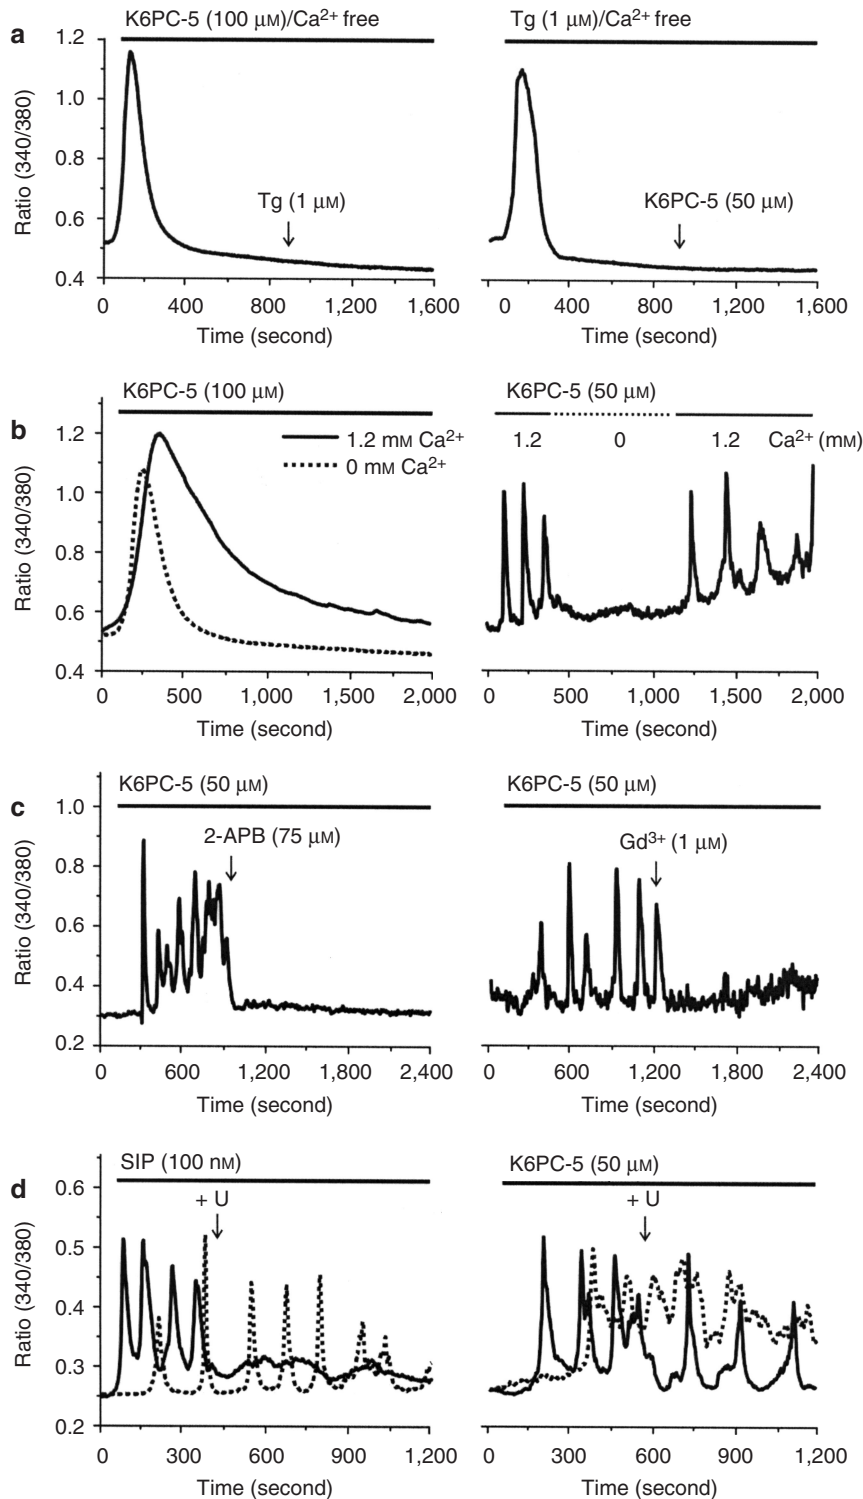 a
K6PC-5 (100 µM)/Ca²⁺ free
Tg (1 µM)/Ca²⁺ free
Ratio (340/380)
1.2
1.0
0.8
0.6
0.4
Tg (1 µM)
K6PC-5 (50 µM)
0 400 800 1,200 1,600
0 400 800 1,200 1,600
Time (second)
Time (second)
b
K6PC-5 (100 µM)
K6PC-5 (50 µM)
1.2 mM Ca²⁺
0 mM Ca²⁺
1.2 0 1.2 Ca²⁺ (mM)
Ratio (340/380)
1.2
1.0
0.8
0.6
0.4
0 500 1,000 1,500 2,000
0 500 1,000 1,500 2,000
Time (second)
Time (second)
c
K6PC-5 (50 µM)
K6PC-5 (50 µM)
2-APB (75 µM)
Gd³⁺ (1 µM)
Ratio (340/380)
1.0
0.8
0.6
0.4
0.2
0 600 1,200 1,800 2,400
0 600 1,200 1,800 2,400
Time (second)
Time (second)
d
SIP (100 nM)
K6PC-5 (50 µM)
+ U
+ U
Ratio (340/380)
0.6
0.5
0.4
0.3
0.2
0 300 600 900 1,200
0 300 600 900 1,200
Time (second)
Time (second)